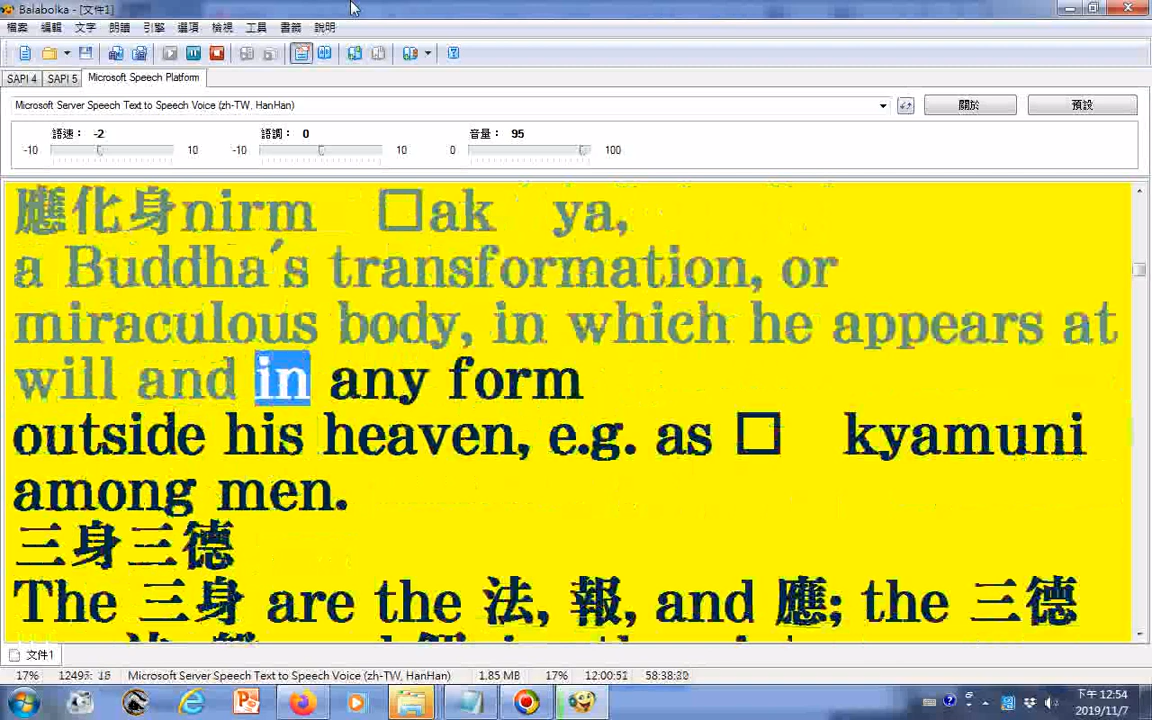 Balabolka - [文件1]
檔案 編輯 文字 朗讀 引擎 選項 檢視 工具 書籤 說明
SAPI 4 SAPI 5 Microsoft Speech Platform
Microsoft Server Speech Text to Speech Voice (zh-TW, HanHan) 關於 預設
語速: -2 語調: 0 音量: 95
-10 10 -10 10 0 100
應化身nirm □ak ya,
a Buddha's transformation, or
miraculous body, in which he appears at
will and in any form
outside his heaven, e.g. as □ kyamuni
among men.
三身三德
The 三身 are the 法, 報, and 應; the 三德
文件1
17% 12493: 15 Microsoft Server Speech Text to Speech Voice (zh-TW, HanHan) 1.85 MB 17% 12:00:51
下午 12:54
2019/11/7